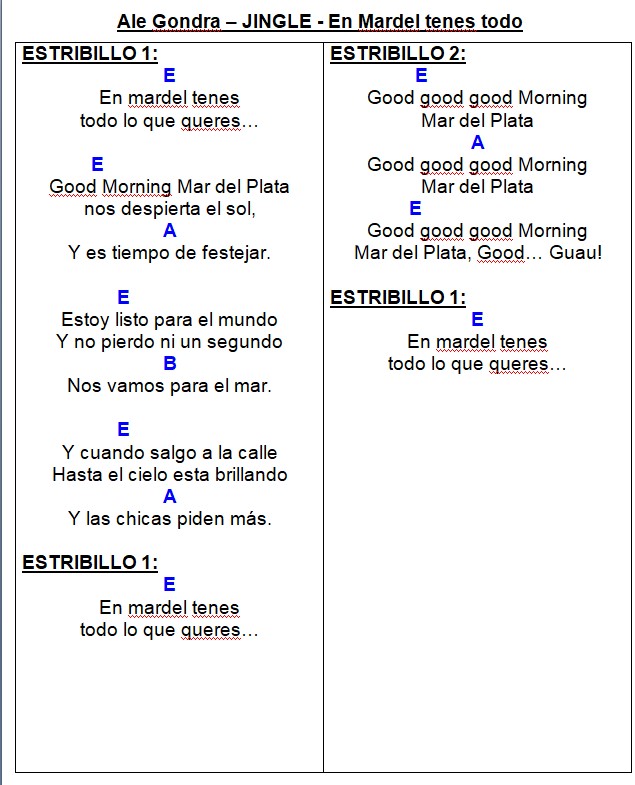 Ale Gondra – JINGLE - En Mardel tenes todo
ESTRIBILLO 1:
E
En mardel tenes
todo lo que queres…
E
Good Morning Mar del Plata
nos despierta el sol,
A
Y es tiempo de festejar.
E
Estoy listo para el mundo
Y no pierdo ni un segundo
B
Nos vamos para el mar.
E
Y cuando salgo a la calle
Hasta el cielo esta brillando
A
Y las chicas piden más.
ESTRIBILLO 1:
E
En mardel tenes
todo lo que queres…
ESTRIBILLO 2:
E
Good good good Morning
Mar del Plata
A
Good good good Morning
Mar del Plata
E
Good good good Morning
Mar del Plata, Good… Guau!
ESTRIBILLO 1:
E
En mardel tenes
todo lo que queres…